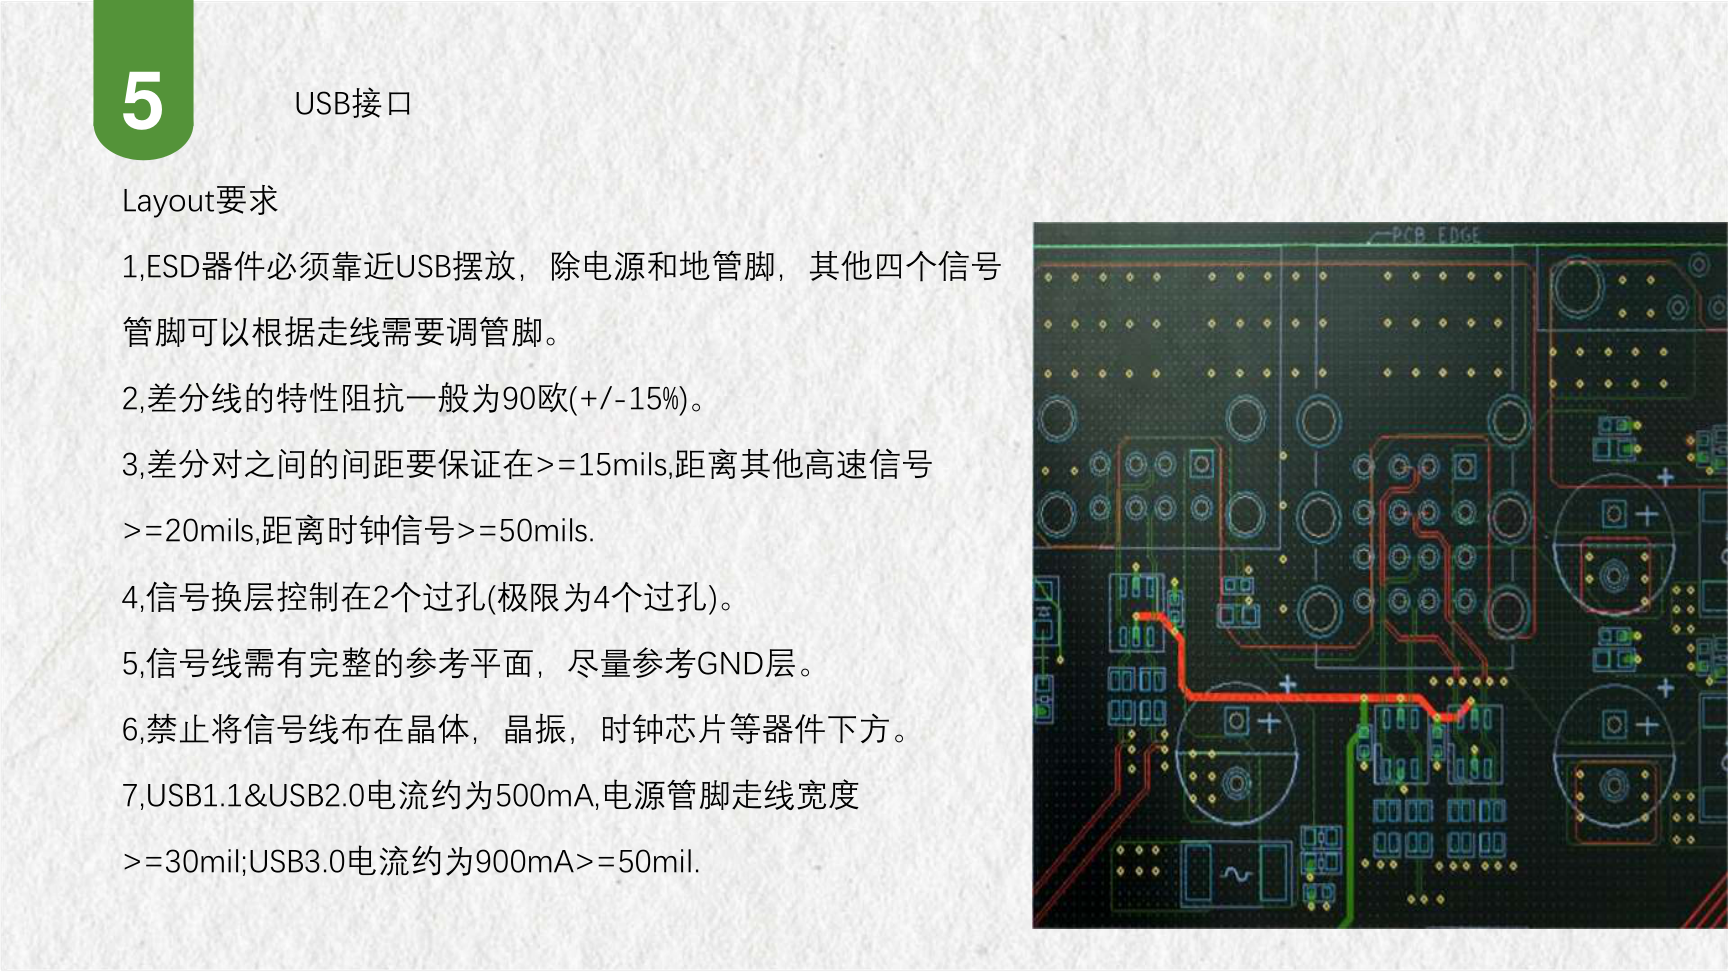 5
USB接口
Layout要求
1,ESD器件必须靠近USB摆放，除电源和地管脚，其他四个信号
管脚可以根据走线需要调管脚。
2,差分线的特性阻抗一般为90欧(+/-15%)。
3,差分对之间的间距要保证在>=15mils,距离其他高速信号
>=20mils,距离时钟信号>=50mils.
4,信号换层控制在2个过孔(极限为4个过孔)。
5,信号线需有完整的参考平面，尽量参考GND层。
6,禁止将信号线布在晶体，晶振，时钟芯片等器件下方。
7,USB1.1&USB2.0电流约为500mA,电源管脚走线宽度
>=30mil;USB3.0电流约为900mA>=50mil.
PCB EDGE